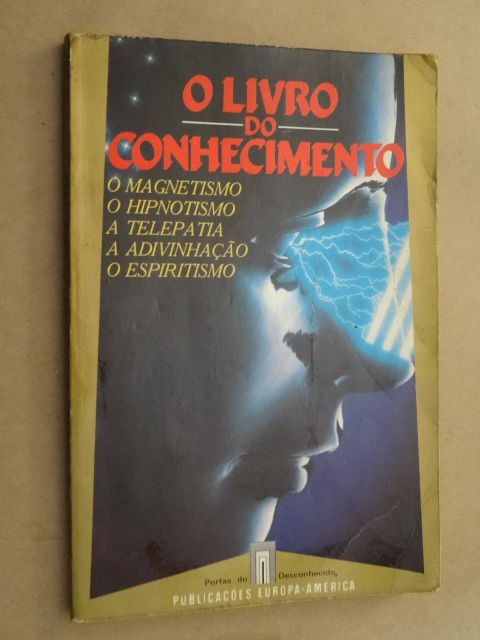 O LIVRO
DO
CONHECIMENTO
O MAGNETISMO
O HIPNOTISMO
A TELEPATIA
A ADIVINHAÇÃO
O ESPIRITISMO
Portas do Desconhecido
PUBLICAÇÕES EUROPA-AMÉRICA